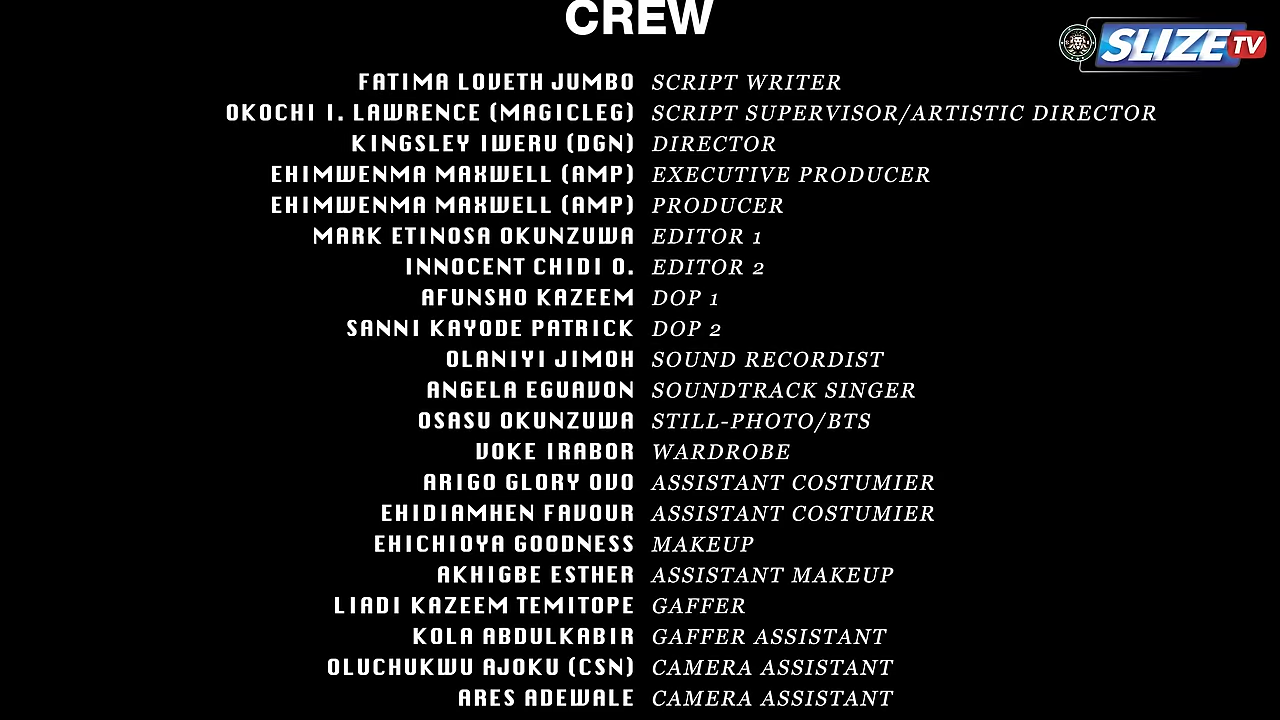 CREW
SLIZE TV
FATIMA LOVETH JUMBO SCRIPT WRITER
OKOCHI I. LAWRENCE (MAGICLEG) SCRIPT SUPERVISOR/ARTISTIC DIRECTOR
KINGSLEY IWERU (DGN) DIRECTOR
EHIMWENMA MAXWELL (AMP) EXECUTIVE PRODUCER
EHIMWENMA MAXWELL (AMP) PRODUCER
MARK ETINOSA OKUNZUWA EDITOR 1
INNOCENT CHIDI O. EDITOR 2
AFUNSHO KAZEEM DOP 1
SANNI KAYODE PATRICK DOP 2
OLANIYI JIMOH SOUND RECORDIST
ANGELA EGUAVON SOUNDTRACK SINGER
OSASU OKUNZUWA STILL-PHOTO/BTS
VOKE IRABOR WARDROBE
ARIGO GLORY OVO ASSISTANT COSTUMIER
EHIDIAMHEN FAVOUR ASSISTANT COSTUMIER
EHICHIOYA GOODNESS MAKEUP
AKHIGBE ESTHER ASSISTANT MAKEUP
LIADI KAZEEM TEMITOPE GAFFER
KOLA ABDULKABIR GAFFER ASSISTANT
OLUCHUKWU AJOKU (CSN) CAMERA ASSISTANT
ARES ADEWALE CAMERA ASSISTANT